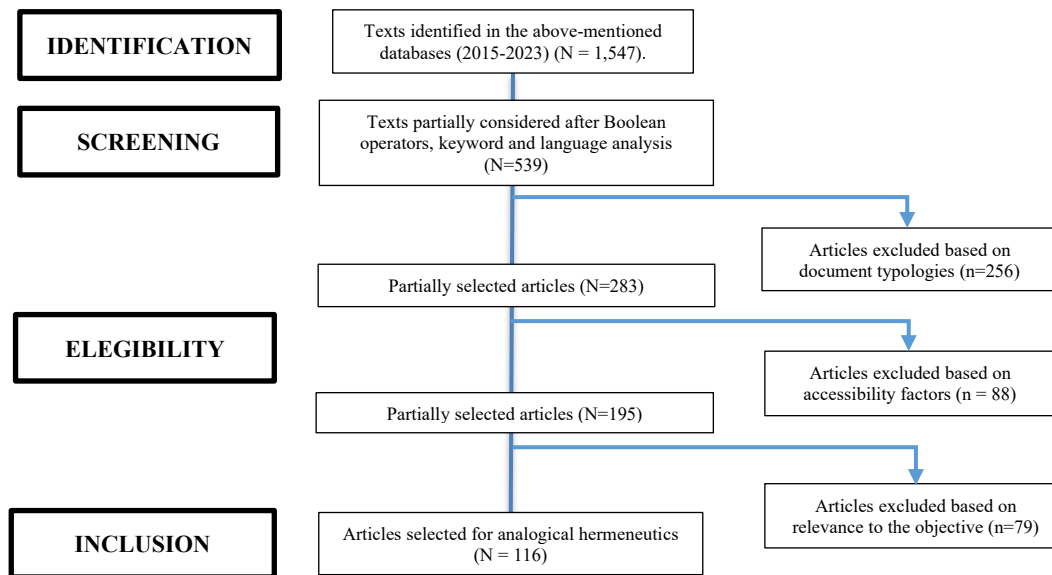 IDENTIFICATION
Texts identified in the above-mentioned
databases (2015-2023) (N = 1,547).
SCREENING
Texts partially considered after Boolean
operators, keyword and language analysis
(N=539)
Articles excluded based on
document typologies (n=256)
Partially selected articles (N=283)
ELEGIBILITY
Articles excluded based on
accessibility factors (n = 88)
Partially selected articles (N=195)
Articles excluded based on
relevance to the objective (n=79)
INCLUSION
Articles selected for analogical hermeneutics
(N = 116)